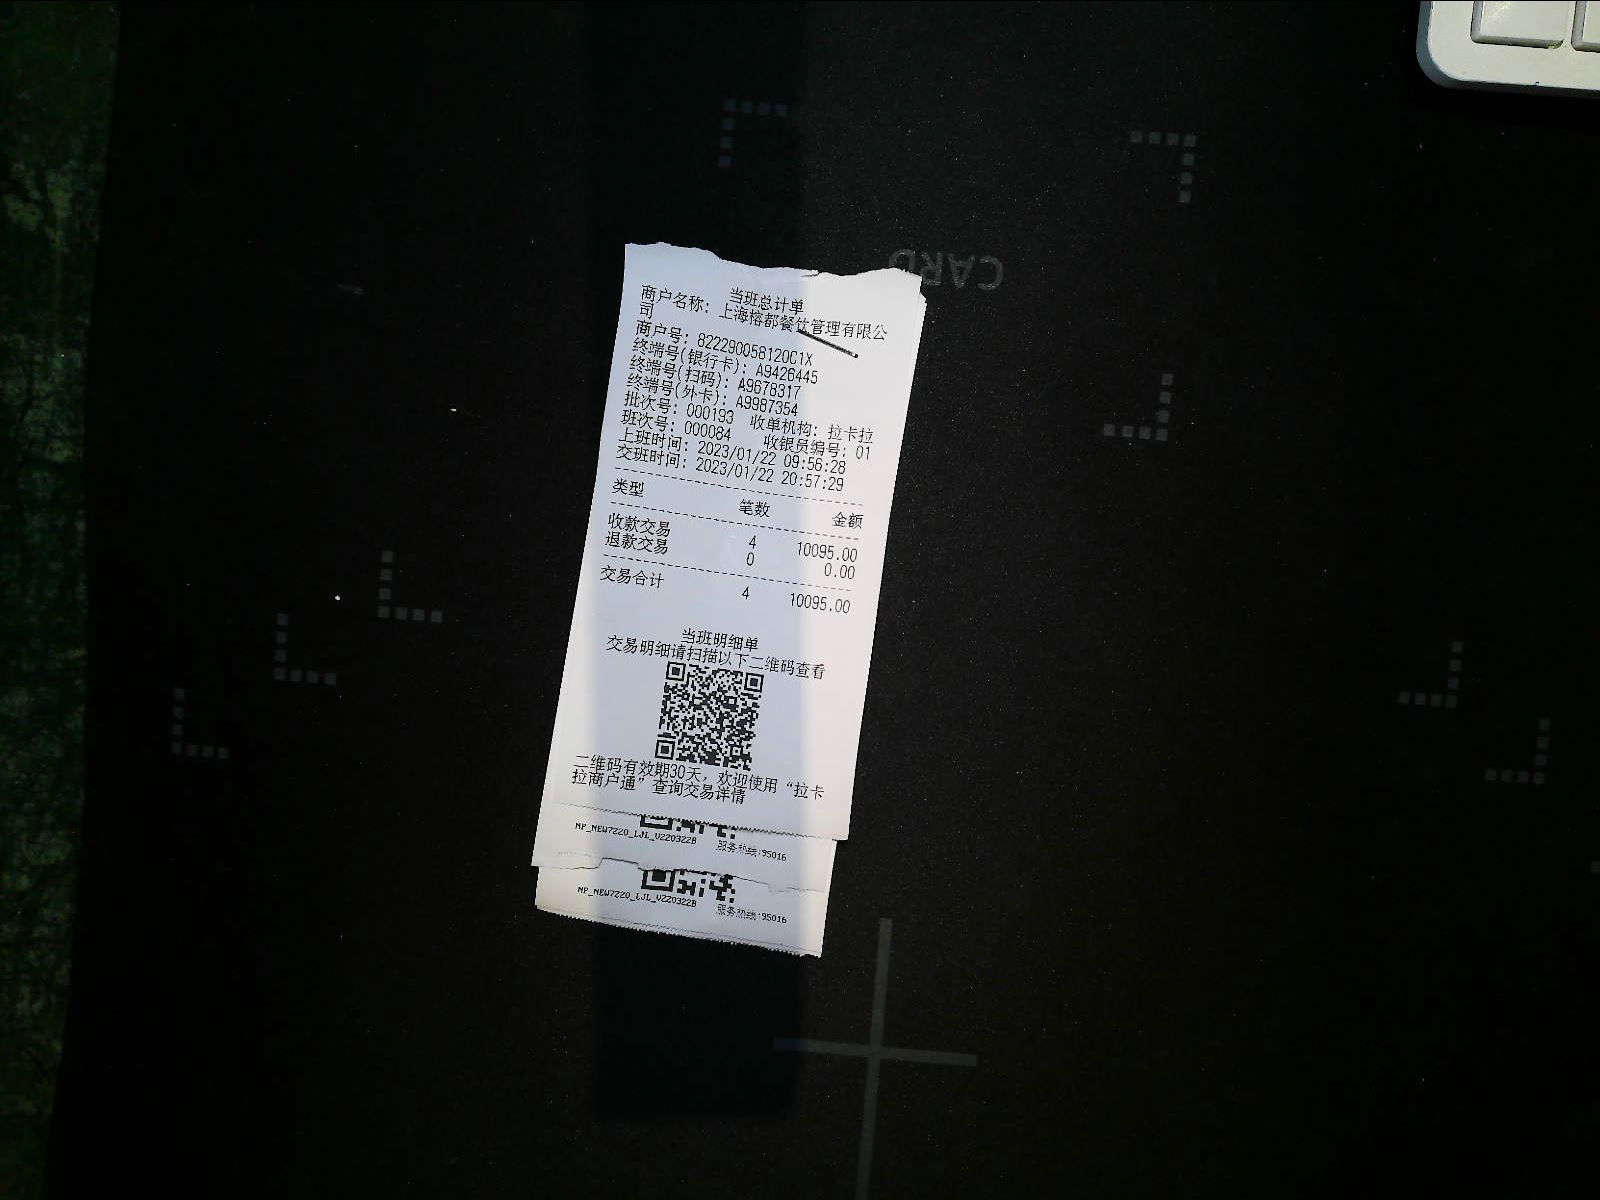 CARD
当班总计单
商户名称: 上海榕都餐饮管理有限公
司
商户号: 82229005812001X
终端号(银行卡): A9426445
终端号(扫码): A9678317
终端号(外卡): A9987354
批次号: 000193 收单机构: 拉卡拉
班次号: 000084 收银员编号: 01
上班时间: 2023/01/22 09:56:28
交班时间: 2023/01/22 20:57:29
类型 笔数 金额
收款交易 4 10095.00
退款交易 0 0.00
交易合计 4 10095.00
当班明细单
交易明细请扫描以下二维码查看
二维码有效期30天, 欢迎使用“拉卡
拉商户通”查询交易详情
MP_NEW7220_LJL_V220322B 服务热线:95016
MP_NEW7220_LJL_V220322B 服务热线:95016